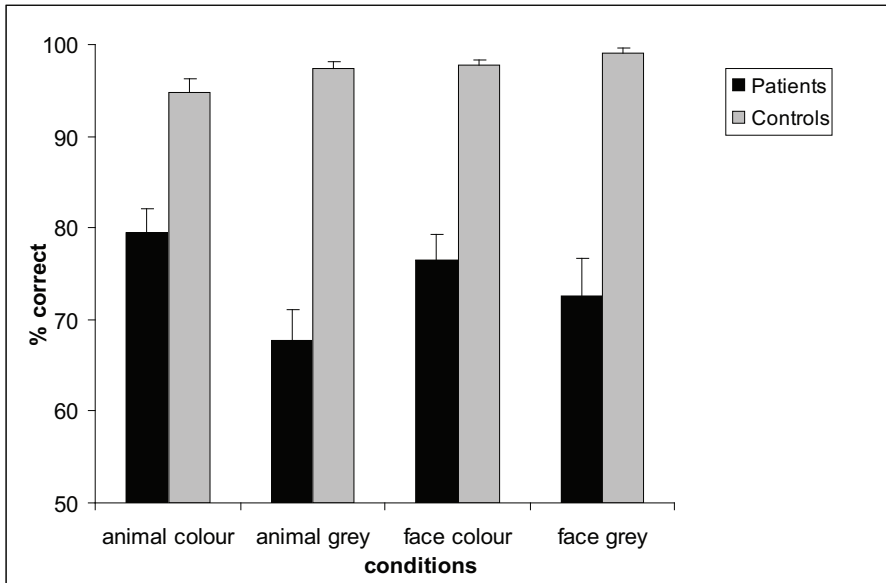 100
90
80
70
60
50
% correct
animal colour animal grey face colour face grey
conditions
Patients
Controls